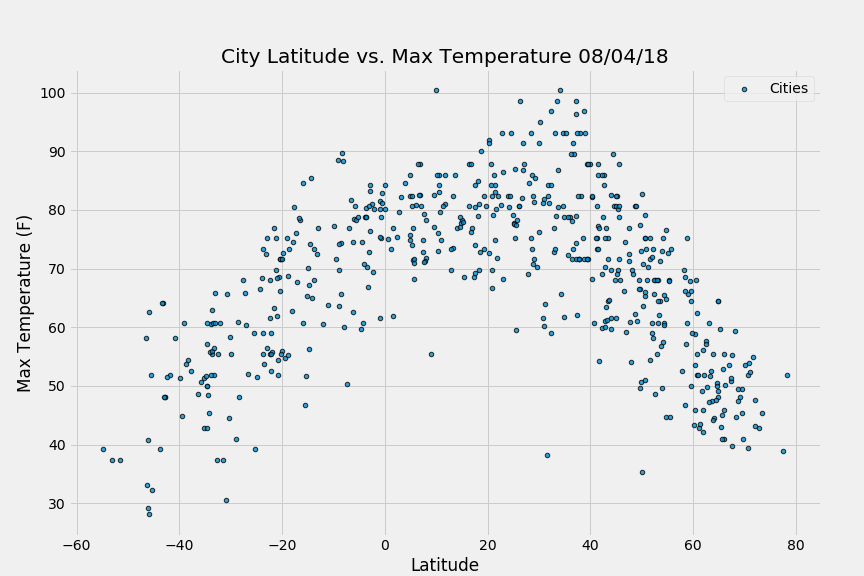 City Latitude vs. Max Temperature 08/04/18
Cities
Max Temperature (F)
100
90
80
70
60
50
40
30
−60 −40 −20 0 20 40 60 80
Latitude